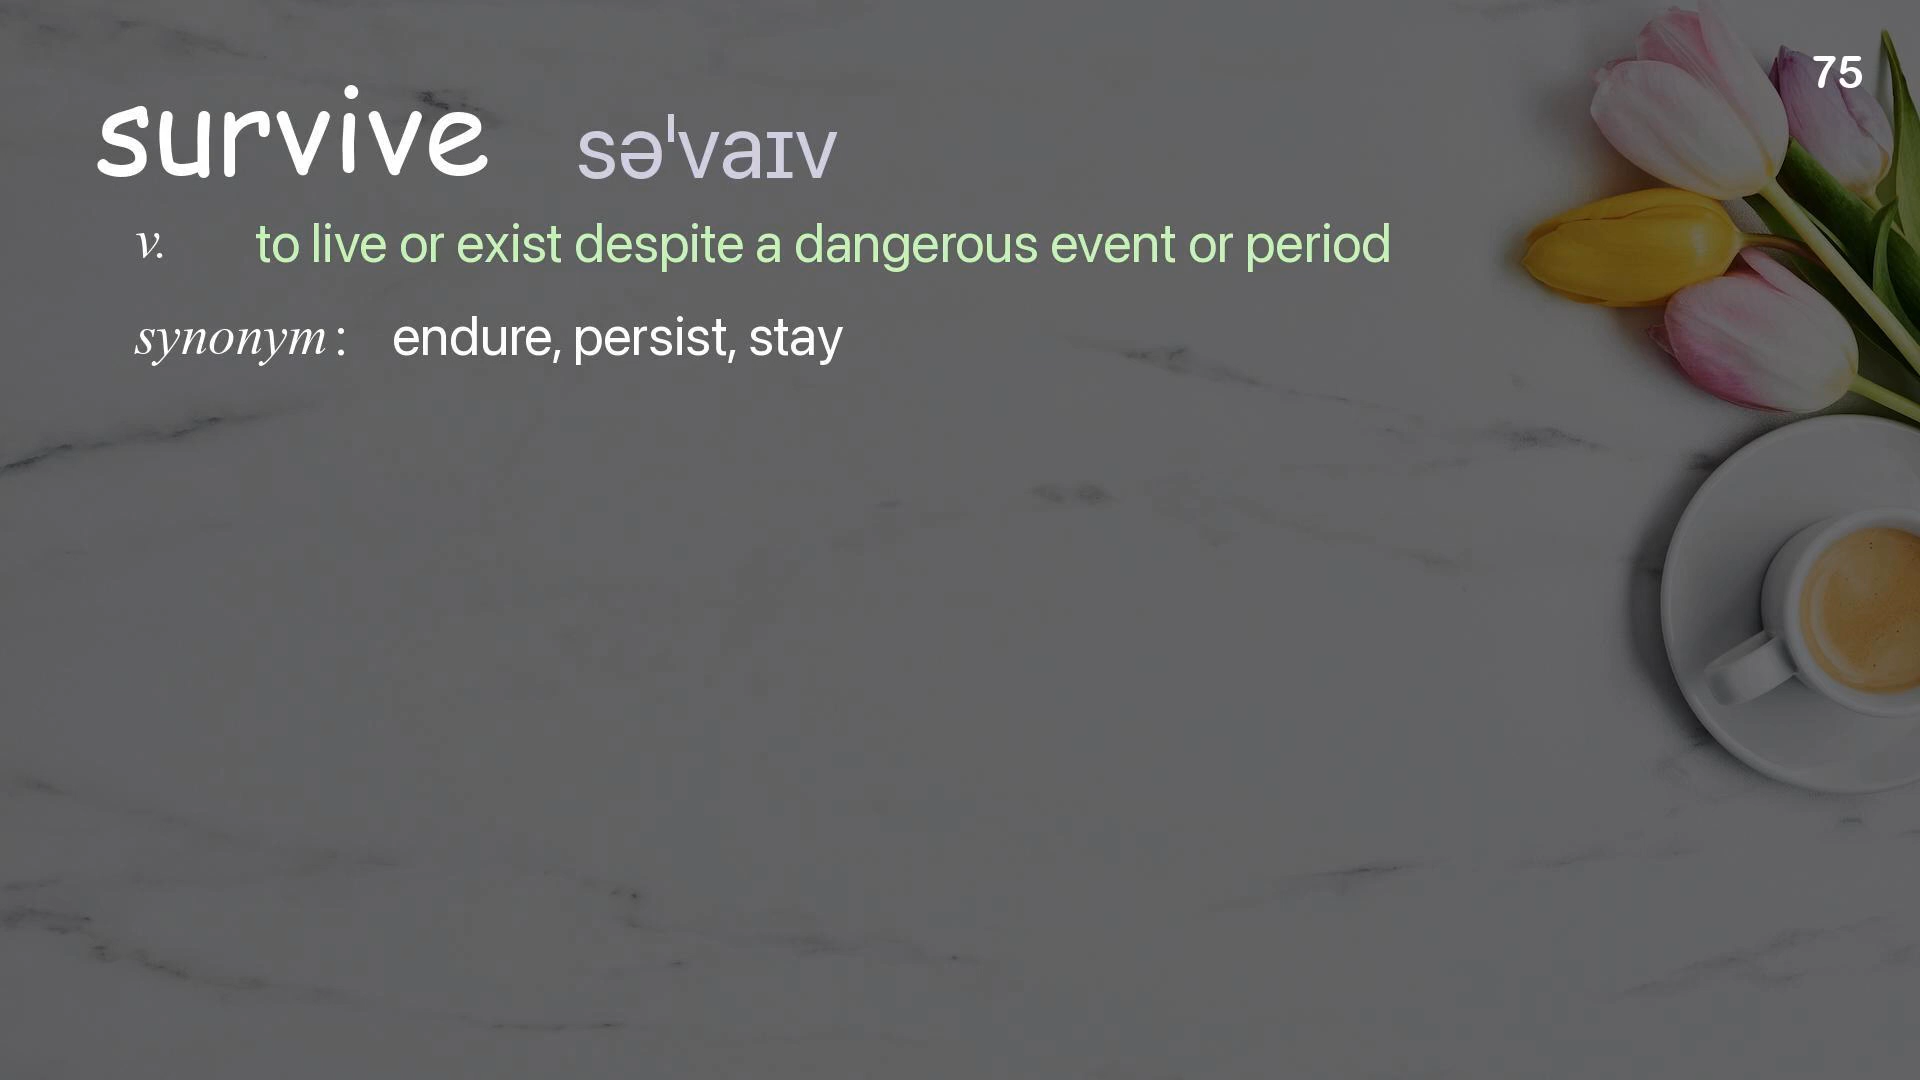 75
survive səˈvaɪv
v. to live or exist despite a dangerous event or period
synonym: endure, persist, stay